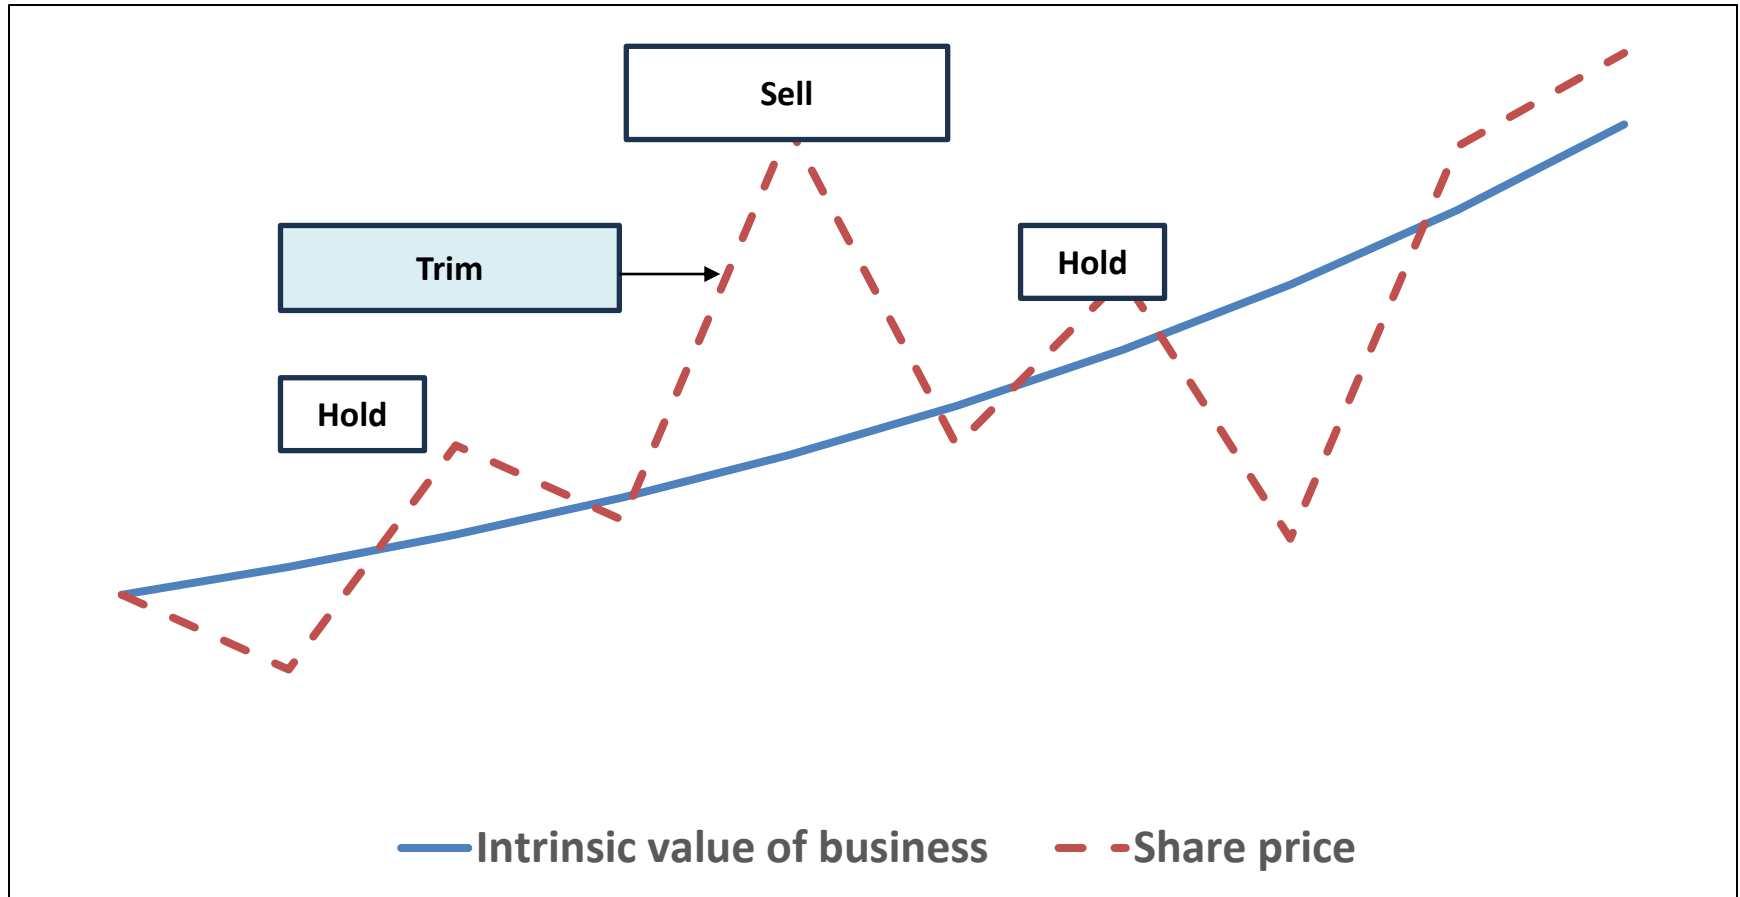 Sell
Trim
Hold
Hold
Intrinsic value of business
Share price